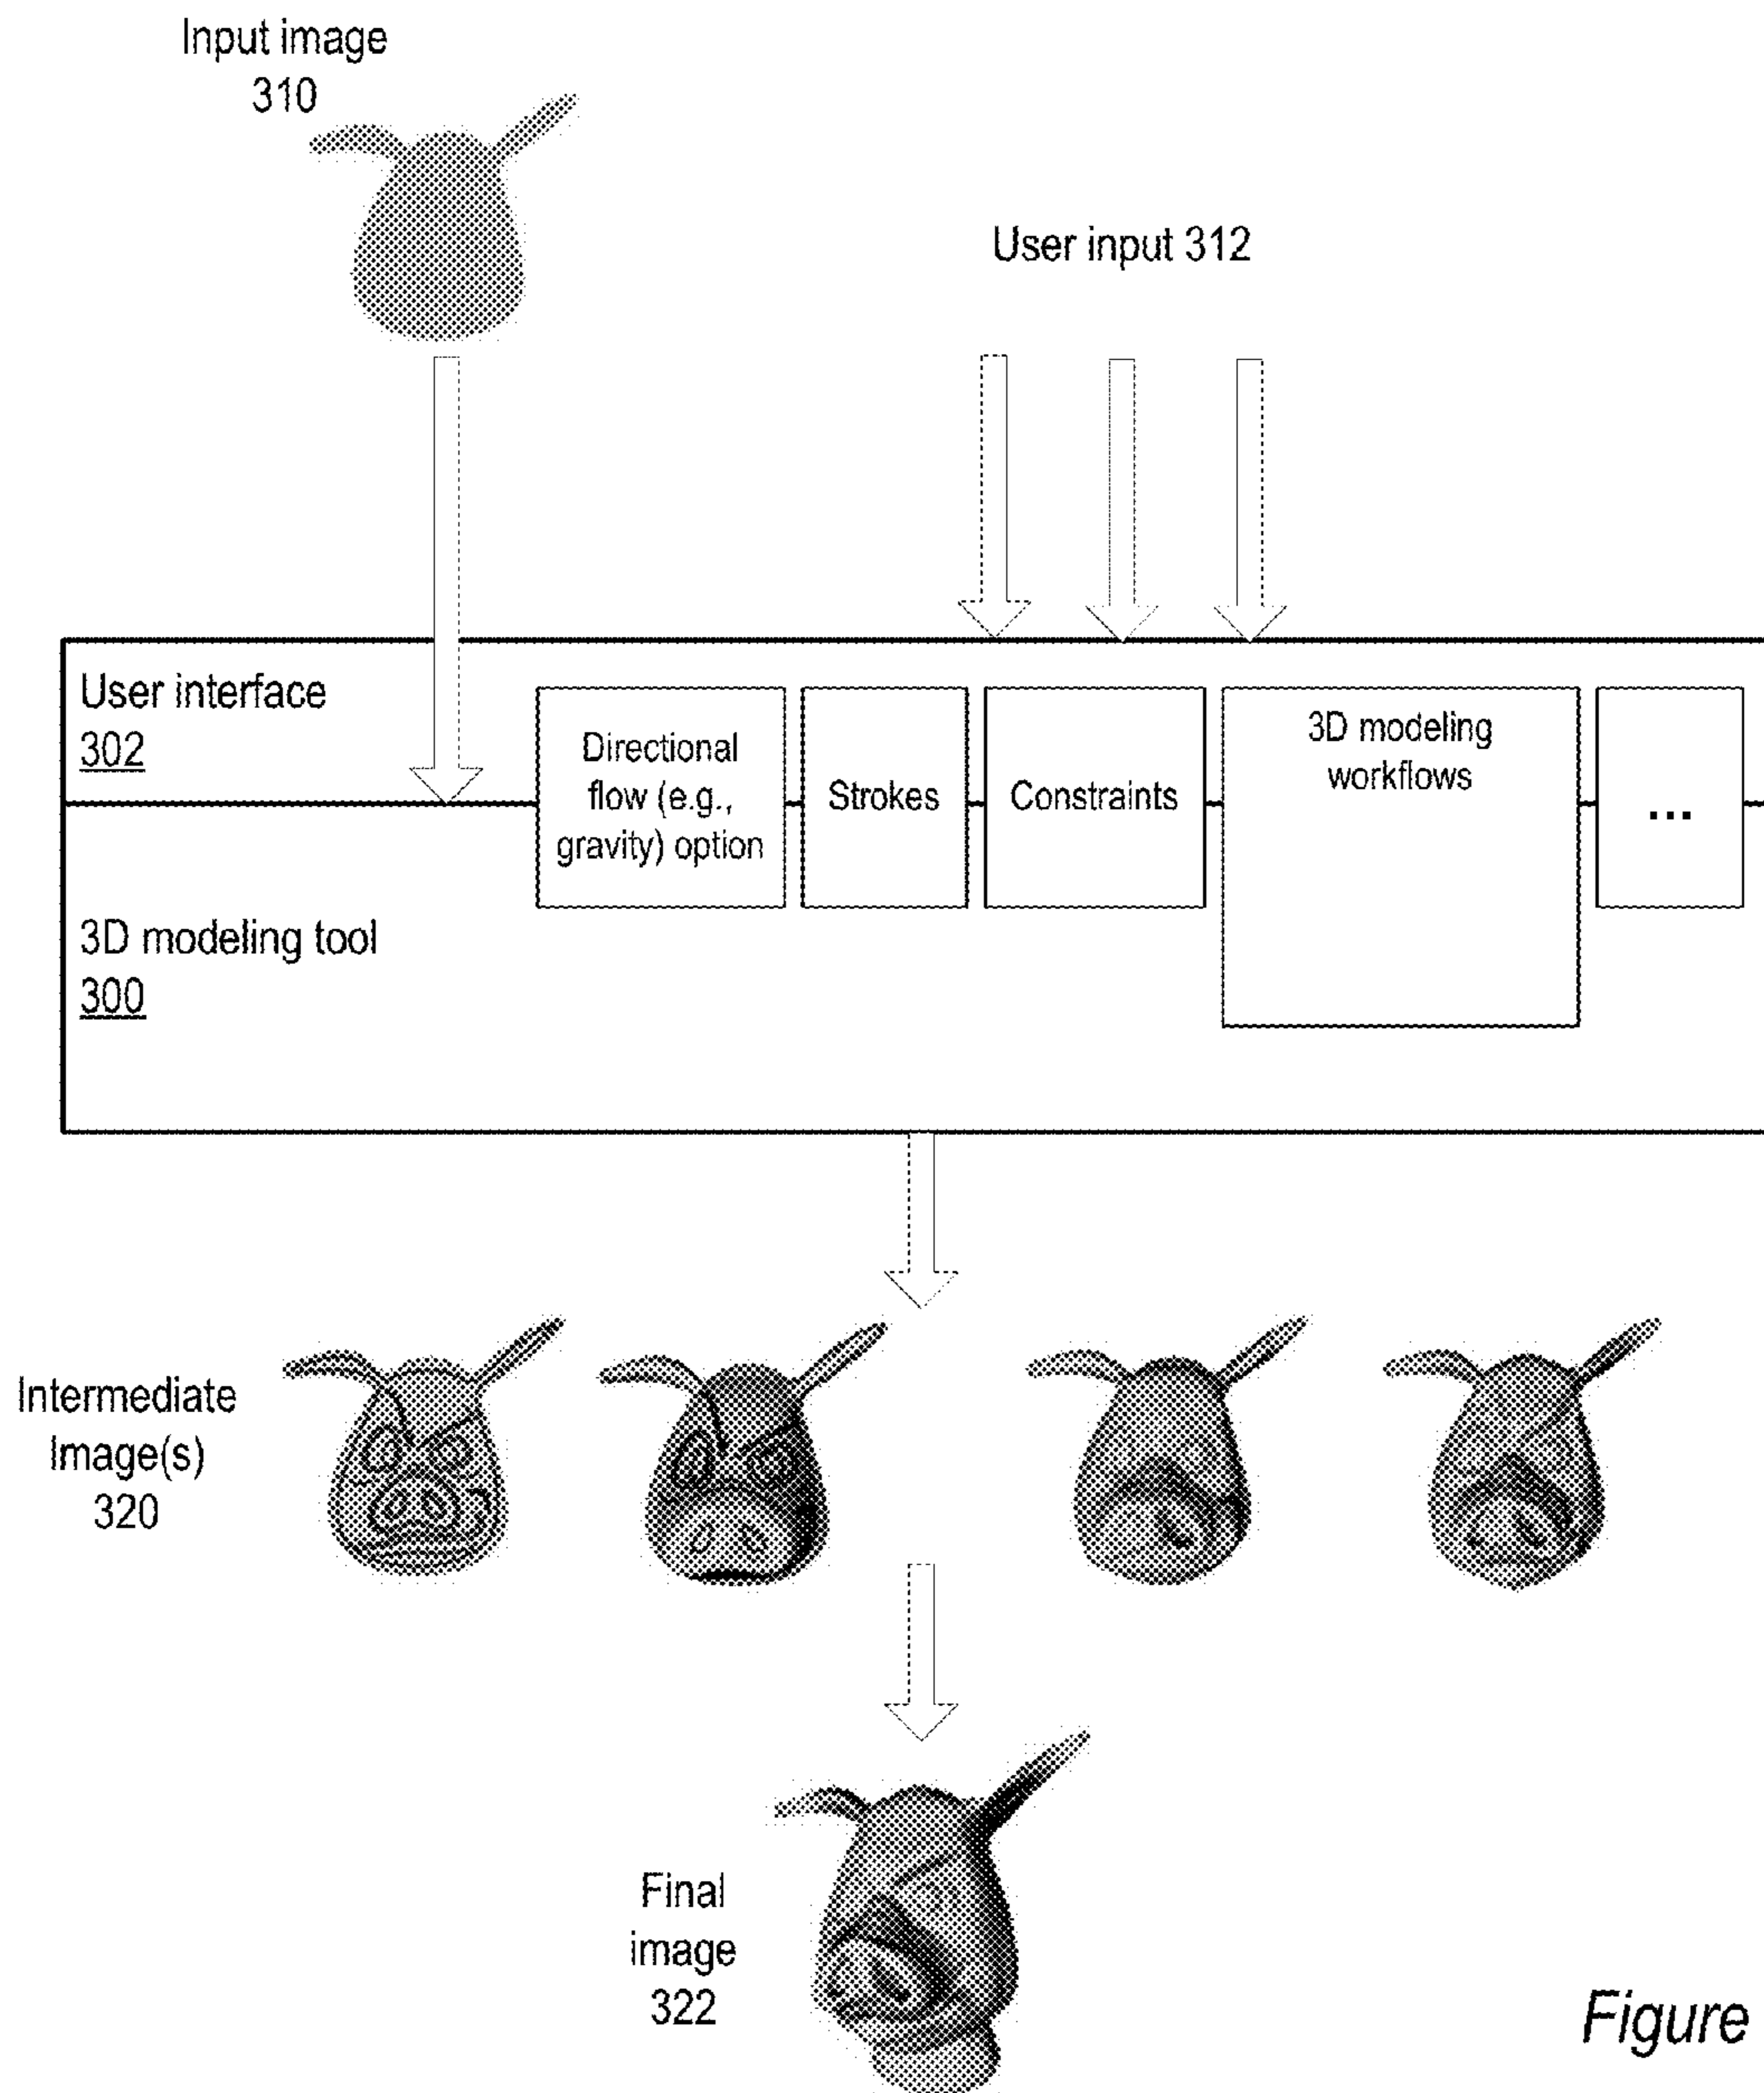 Input image
310
User input 312
User interface
302
Directional
flow (e.g.,
gravity) option
Strokes
Constraints
3D modeling
workflows
...
3D modeling tool
300
Intermediate
Image(s)
320
Final
image
322
Figure